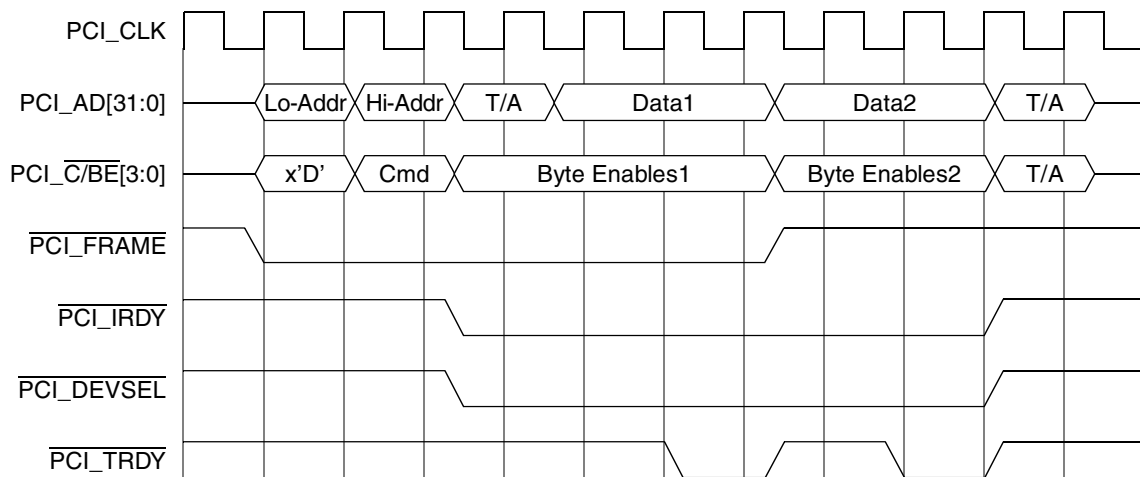 PCI_CLK
PCI_AD[31:0] Lo-Addr Hi-Addr T/A Data1 Data2 T/A
PCI_C/BE[3:0] x'D' Cmd Byte Enables1 Byte Enables2 T/A
PCI_FRAME
PCI_IRDY
PCI_DEVSEL
PCI_TRDY